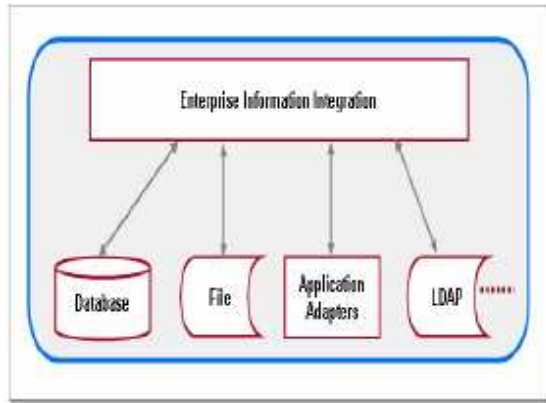 Enterprise Information Integration
Database
File
Application
Adapters
LDAP